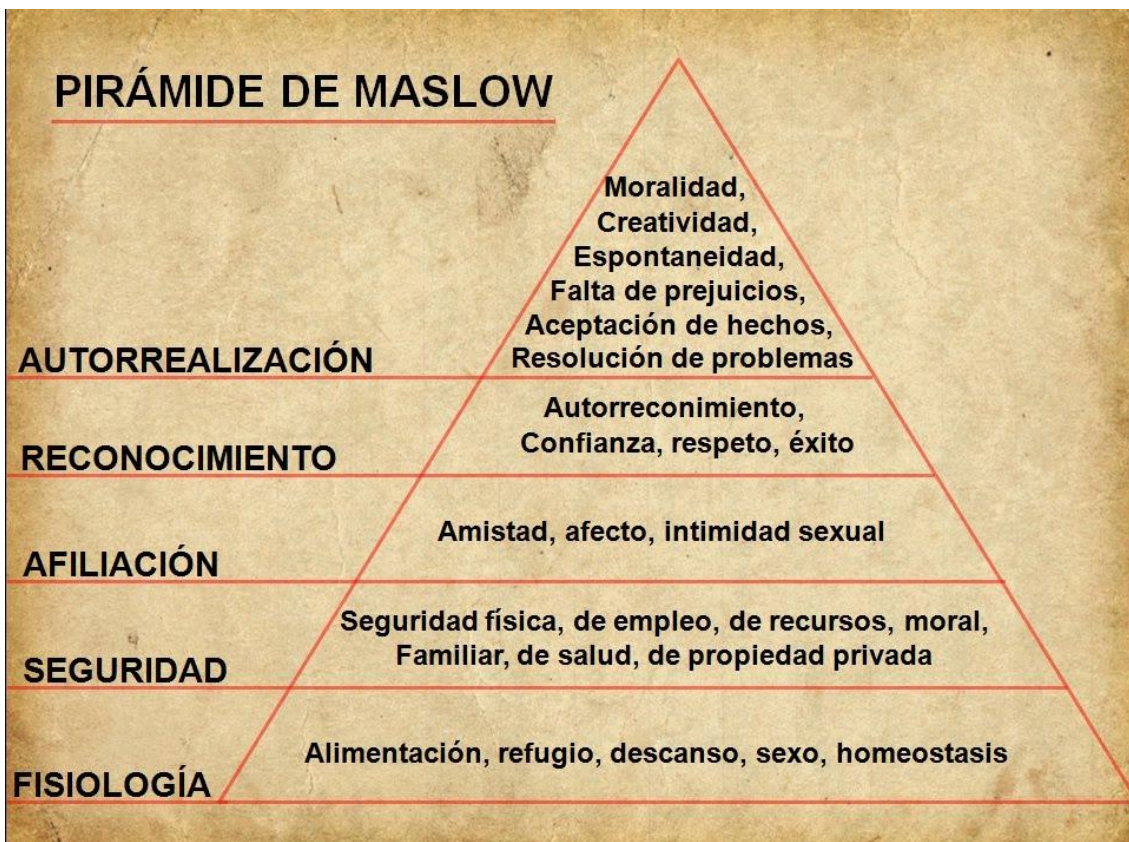 PIRÁMIDE DE MASLOW
Moralidad,
Creatividad,
Espontaneidad,
Falta de prejuicios,
Aceptación de hechos,
Resolución de problemas
AUTORREALIZACIÓN
Autorreconimiento,
Confianza, respeto, éxito
RECONOCIMIENTO
Amistad, afecto, intimidad sexual
AFILIACIÓN
Seguridad física, de empleo, de recursos, moral,
Familiar, de salud, de propiedad privada
SEGURIDAD
Alimentación, refugio, descanso, sexo, homeostasis
FISIOLOGÍA